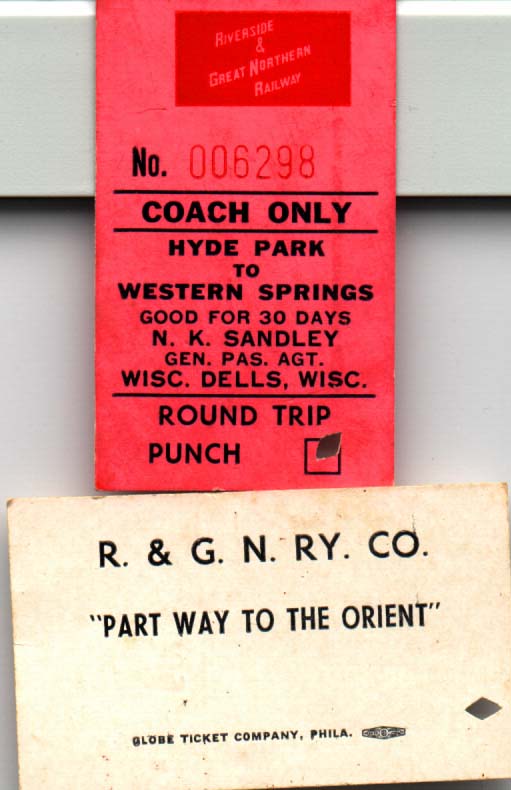 RIVERSIDE
&
GREAT NORTHERN
RAILWAY
No. 006298
COACH ONLY
HYDE PARK
TO
WESTERN SPRINGS
GOOD FOR 30 DAYS
N. K. SANDLEY
GEN. PAS. AGT.
WISC. DELLS, WISC.
ROUND TRIP
PUNCH
R. & G. N. RY. CO.
"PART WAY TO THE ORIENT"
GLOBE TICKET COMPANY, PHILA.